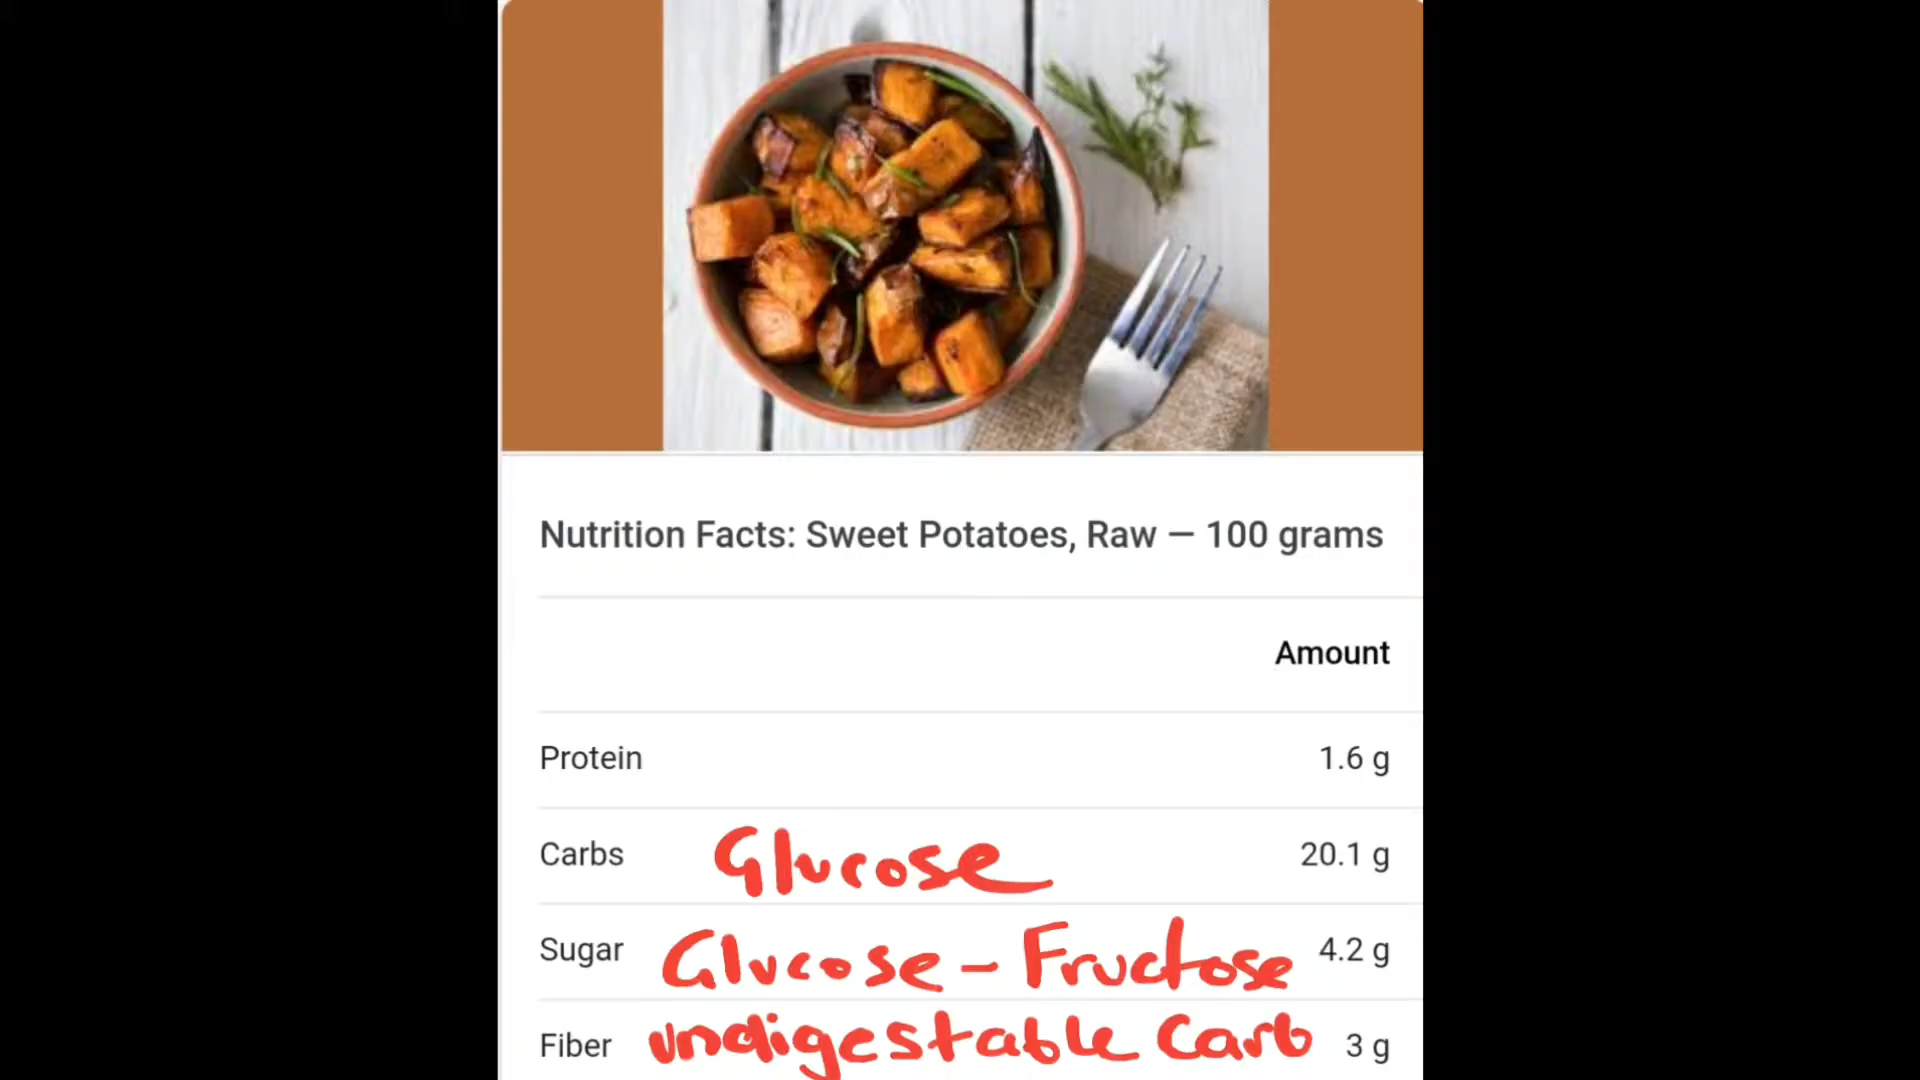 Nutrition Facts: Sweet Potatoes, Raw — 100 grams
Amount
Protein 1.6 g
Carbs Glucose 20.1 g
Sugar Glucose - Fructose 4.2 g
Fiber undigestable Carb 3 g